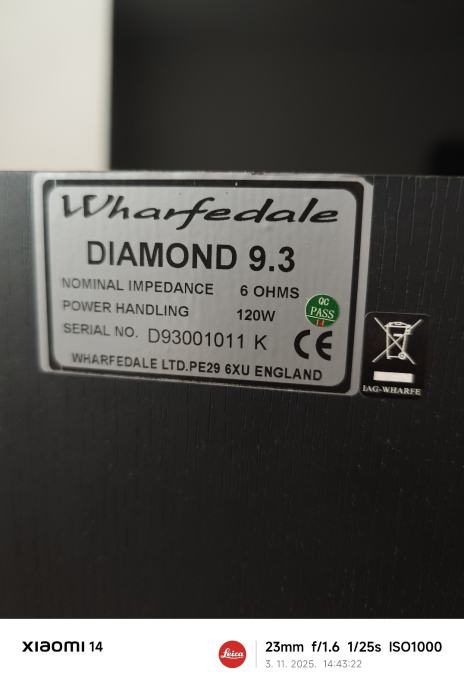 Wharfedale
DIAMOND 9.3
NOMINAL IMPEDANCE 6 OHMS
POWER HANDLING 120W
QC PASS
SERIAL NO. D93001011 K
CE
WHARFEDALE LTD.PE29 6XU ENGLAND
IAG-WHARFE
XIAOMI 14
Leica
23mm f/1.6 1/25s ISO1000
3. 11. 2025. 14:43:22